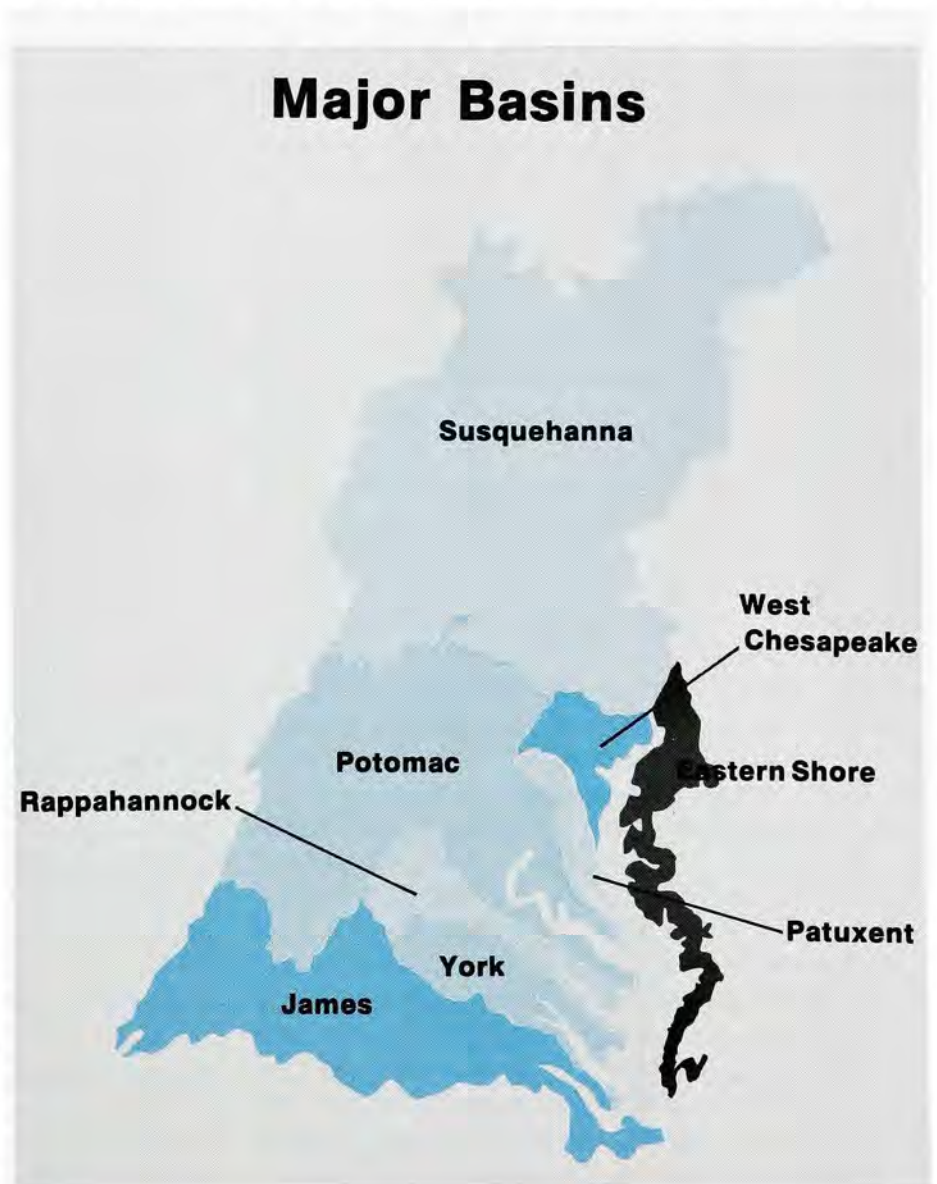 Major Basins
Susquehanna
West
Chesapeake
Potomac
Eastern Shore
Rappahannock
Patuxent
York
James